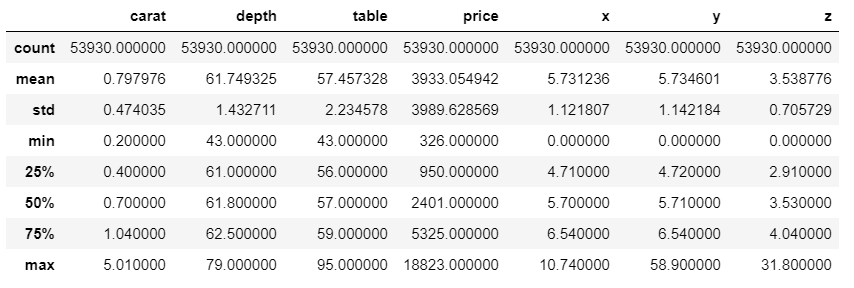 carat depth table price x y z
count 53930.000000 53930.000000 53930.000000 53930.000000 53930.000000 53930.000000 53930.000000
mean 0.797976 61.749325 57.457328 3933.054942 5.731236 5.734601 3.538776
std 0.474035 1.432711 2.234578 3989.628569 1.121807 1.142184 0.705729
min 0.200000 43.000000 43.000000 326.000000 0.000000 0.000000 0.000000
25% 0.400000 61.000000 56.000000 950.000000 4.710000 4.720000 2.910000
50% 0.700000 61.800000 57.000000 2401.000000 5.700000 5.710000 3.530000
75% 1.040000 62.500000 59.000000 5325.000000 6.540000 6.540000 4.040000
max 5.010000 79.000000 95.000000 18823.000000 10.740000 58.900000 31.800000